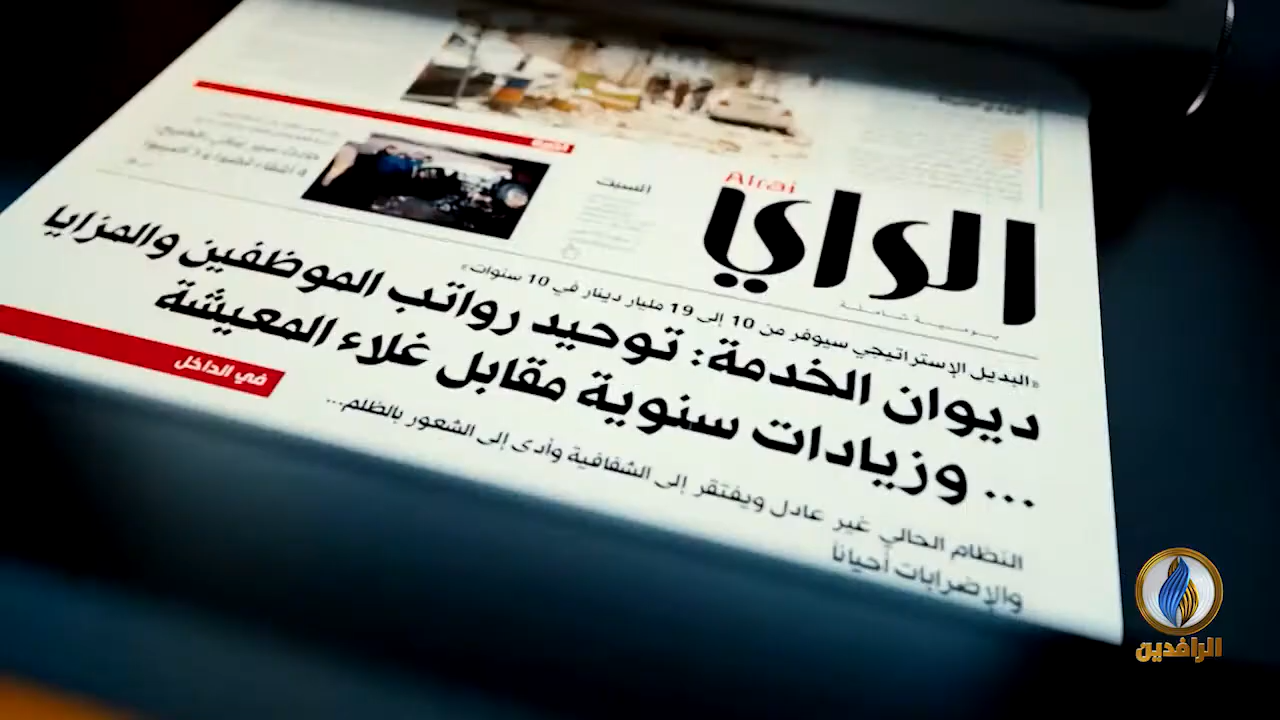 الراي
Alrai
يومية شاملة
السبت
«البديل الإستراتيجي سيوفر من 10 إلى 19 مليار دينار في 10 سنوات»
ديوان الخدمة: توحيد رواتب الموظفين والمزايا
... وزيادات سنوية مقابل غلاء المعيشة
في الداخل
النظام الحالي غير عادل ويفتقر إلى الشفافية وأدى إلى الشعور بالظلم...
والإضرابات أحياناً
الرافدين